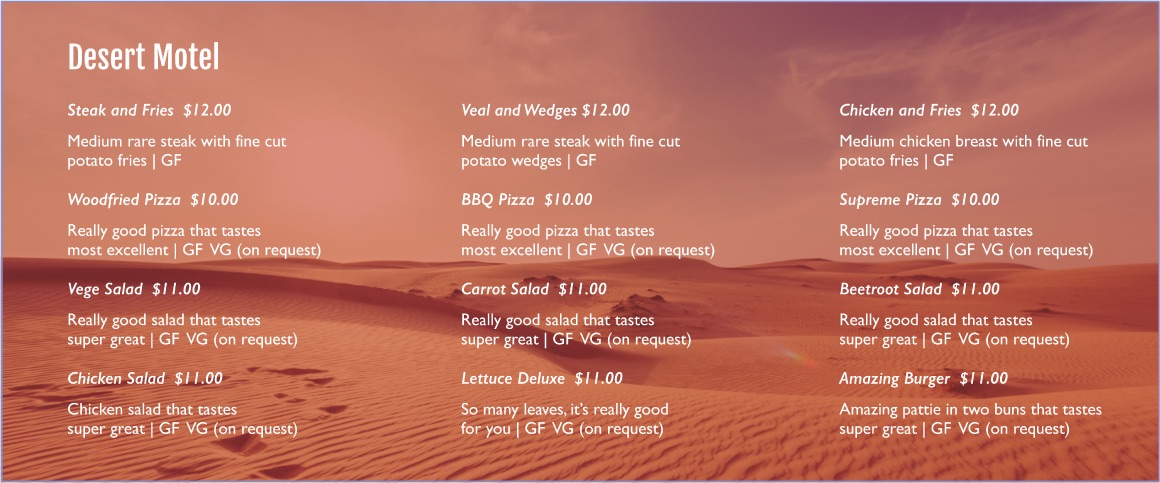 Desert Motel
Steak and Fries $12.00
Medium rare steak with fine cut
potato fries | GF
Woodfried Pizza $10.00
Really good pizza that tastes
most excellent | GF VG (on request)
Vege Salad $11.00
Really good salad that tastes
super great | GF VG (on request)
Chicken Salad $11.00
Chicken salad that tastes
super great | GF VG (on request)
Veal and Wedges $12.00
Medium rare steak with fine cut
potato wedges | GF
BBQ Pizza $10.00
Really good pizza that tastes
most excellent | GF VG (on request)
Carrot Salad $11.00
Really good salad that tastes
super great | GF VG (on request)
Lettuce Deluxe $11.00
So many leaves, it's really good
for you | GF VG (on request)
Chicken and Fries $12.00
Medium chicken breast with fine cut
potato fries | GF
Supreme Pizza $10.00
Really good pizza that tastes
most excellent | GF VG (on request)
Beetroot Salad $11.00
Really good salad that tastes
super great | GF VG (on request)
Amazing Burger $11.00
Amazing pattie in two buns that tastes
super great | GF VG (on request)